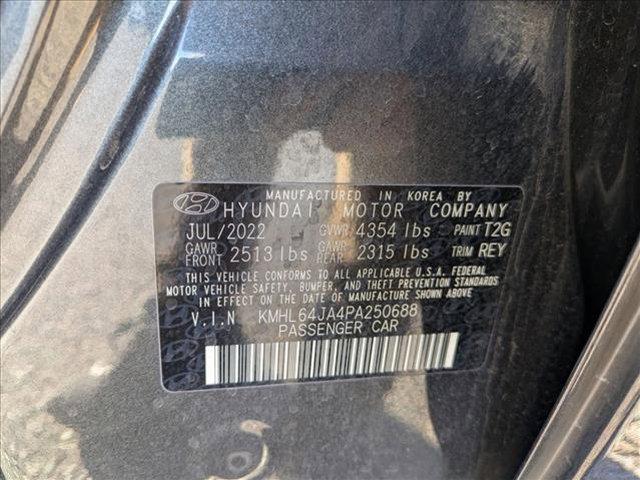 MANUFACTURED IN KOREA BY
HYUNDAI MOTOR COMPANY
JUL/2022 GVWR 4354 lbs PAINT T2G
GAWR FRONT 2513 lbs GAWR REAR 2315 lbs TRIM REY
THIS VEHICLE CONFORMS TO ALL APPLICABLE U.S.A. FEDERAL
MOTOR VEHICLE SAFETY, BUMPER, AND THEFT PREVENTION STANDARDS
IN EFFECT ON THE DATE OF MANUFACTURE SHOWN ABOVE.
V.I.N KMHL64JA4PA250688
PASSENGER CAR